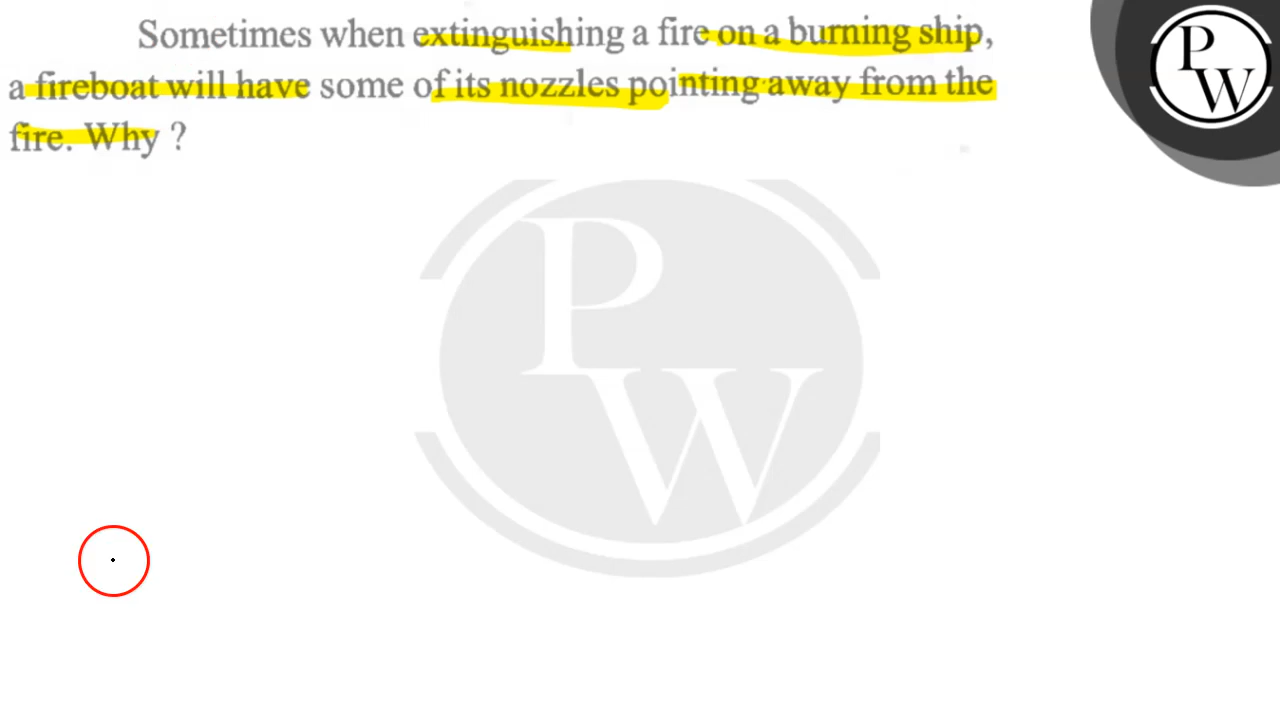 Sometimes when extinguishing a fire on a burning ship,
a fireboat will have some of its nozzles pointing away from the
fire. Why ?
P
W
P
W